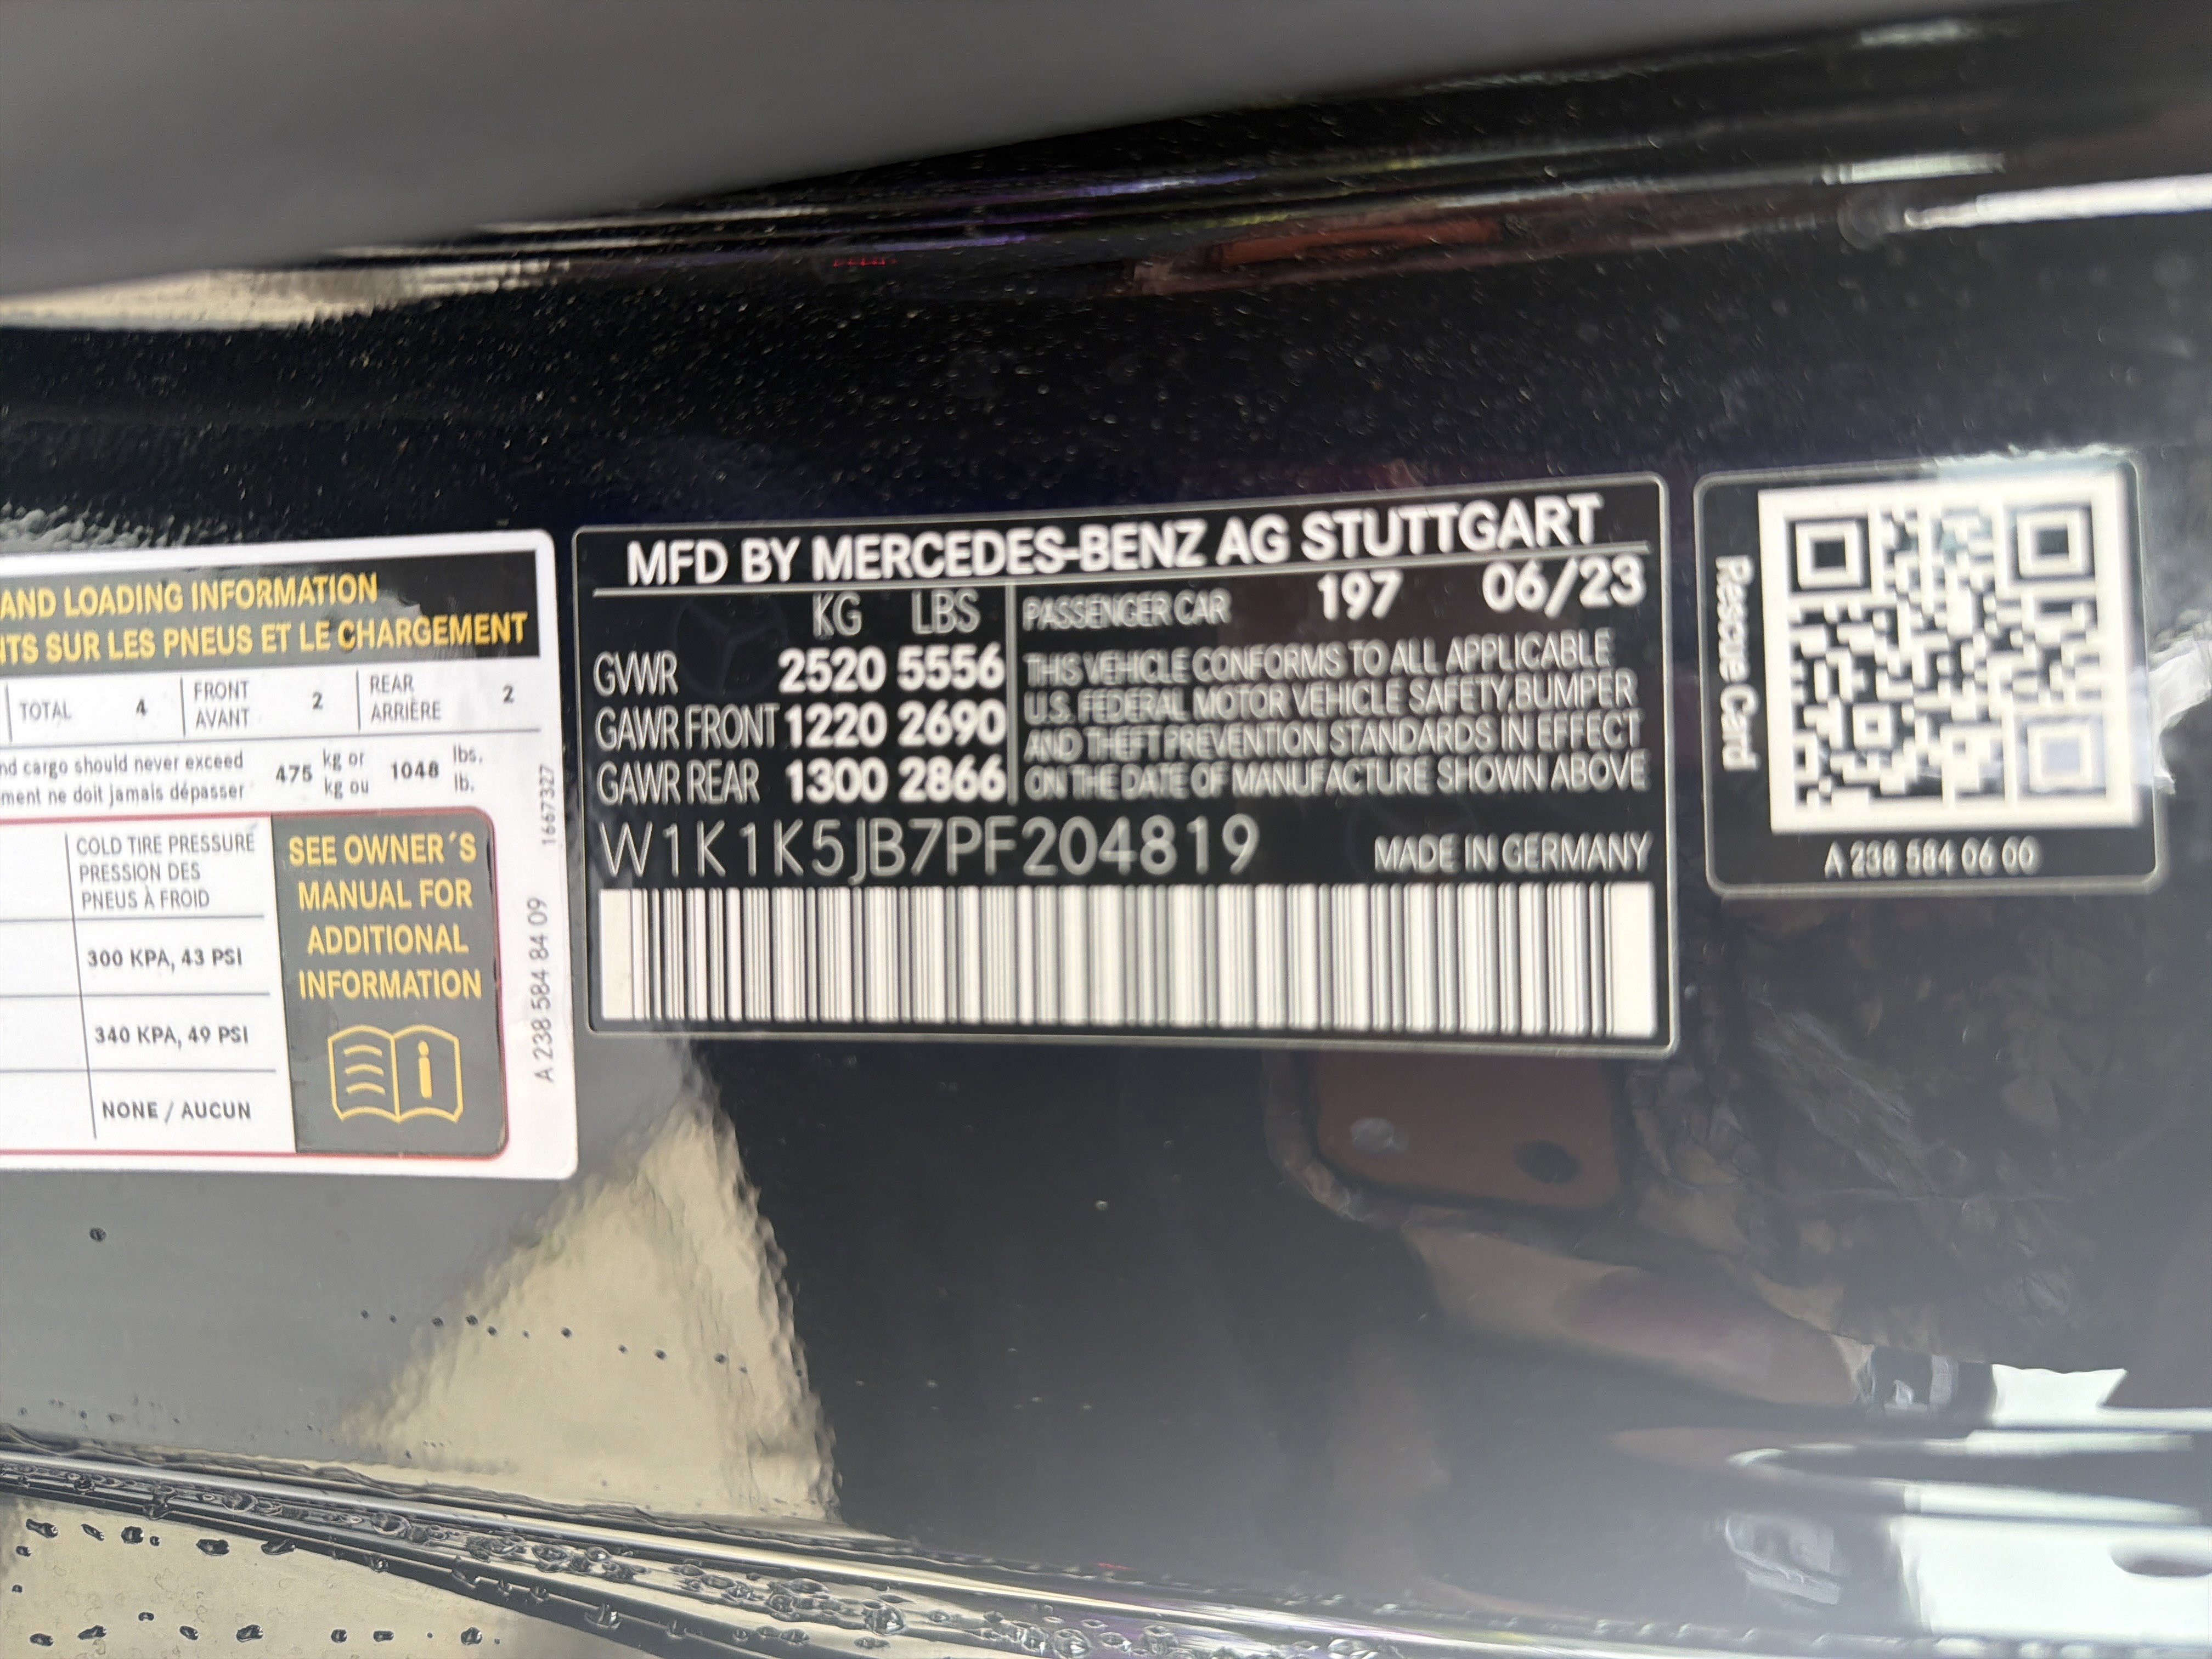 AND LOADING INFORMATION
NTS SUR LES PNEUS ET LE CHARGEMENT
TOTAL 4 FRONT AVANT 2 REAR ARRIÈRE 2
nd cargo should never exceed 475 kg or 1048 lbs.
ment ne doit jamais dépasser kg ou lb.
COLD TIRE PRESSURE
PRESSION DES
PNEUS À FROID
300 KPA, 43 PSI
340 KPA, 49 PSI
NONE / AUCUN
SEE OWNER´S
MANUAL FOR
ADDITIONAL
INFORMATION
1667327
A 238 584 84 09
MFD BY MERCEDES-BENZ AG STUTTGART
KG LBS
GVWR 2520 5556
GAWR FRONT 1220 2690
GAWR REAR 1300 2866
PASSENGER CAR 197 06/23
THIS VEHICLE CONFORMS TO ALL APPLICABLE
U.S. FEDERAL MOTOR VEHICLE SAFETY,BUMPER
AND THEFT PREVENTION STANDARDS IN EFFECT
ON THE DATE OF MANUFACTURE SHOWN ABOVE
W1K1K5JB7PF204819
MADE IN GERMANY
Rescue Card
A 238 584 06 00